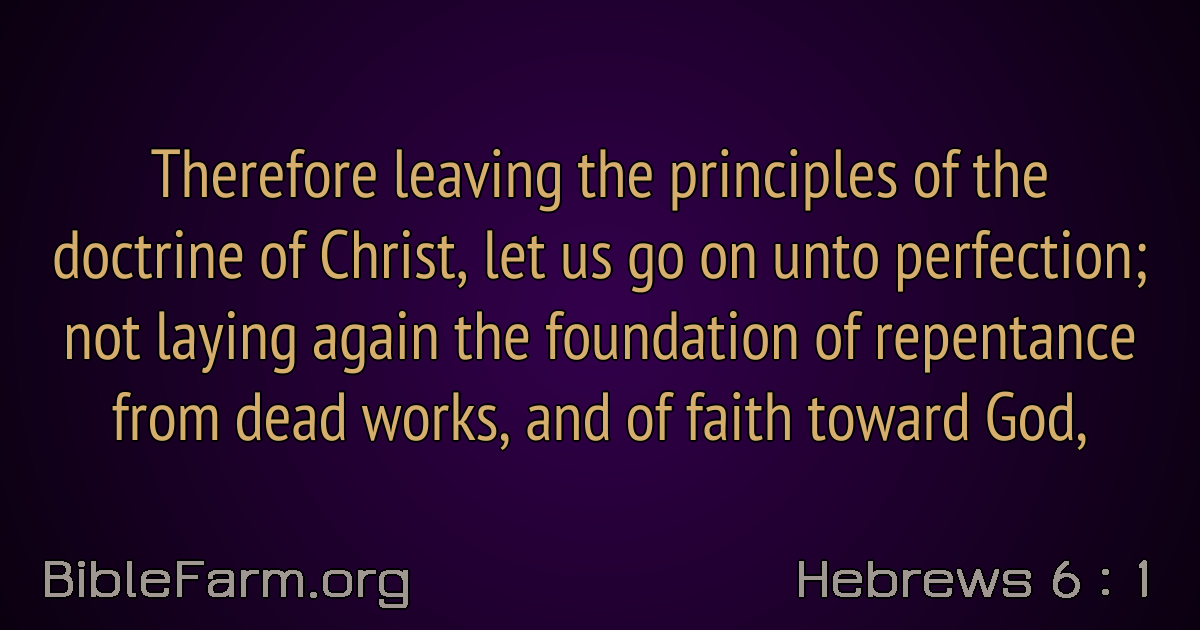 Therefore leaving the principles of the
doctrine of Christ, let us go on unto perfection;
not laying again the foundation of repentance
from dead works, and of faith toward God,
BibleFarm.org
Hebrews 6 : 1